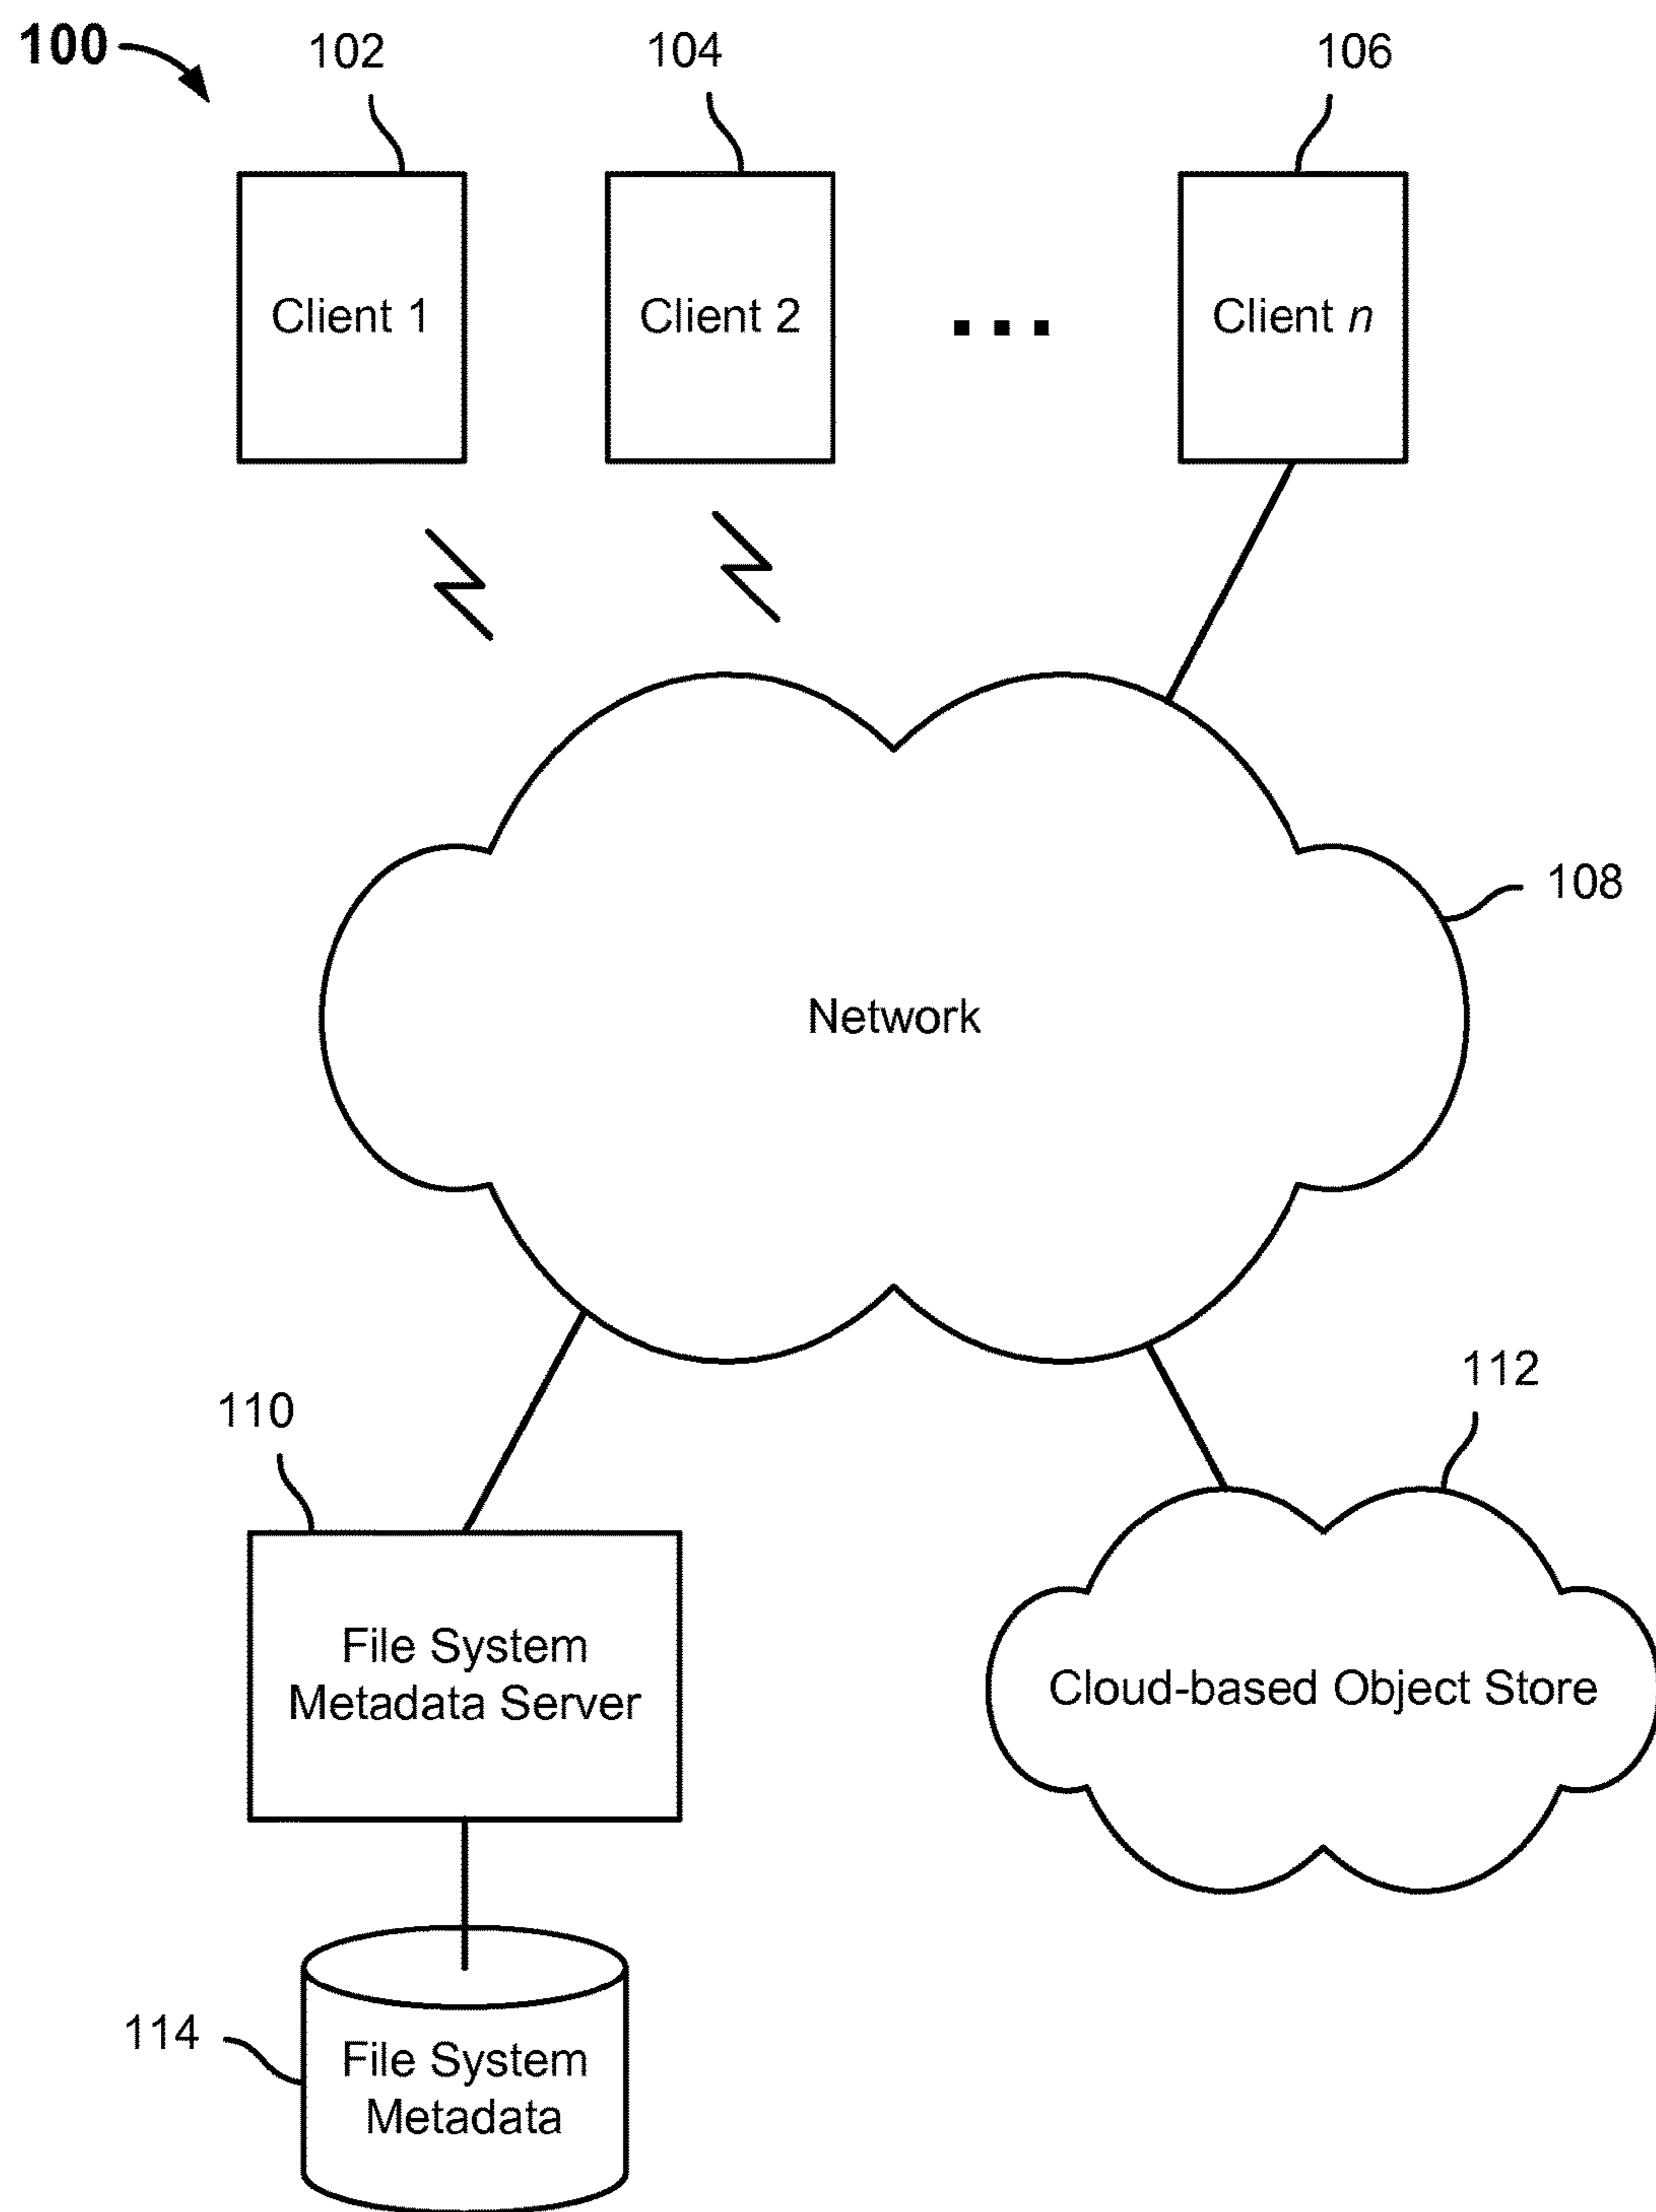 100
102
104
106
Client 1
Client 2
Client n
108
Network
112
110
File System
Metadata Server
Cloud-based Object Store
114
File System
Metadata